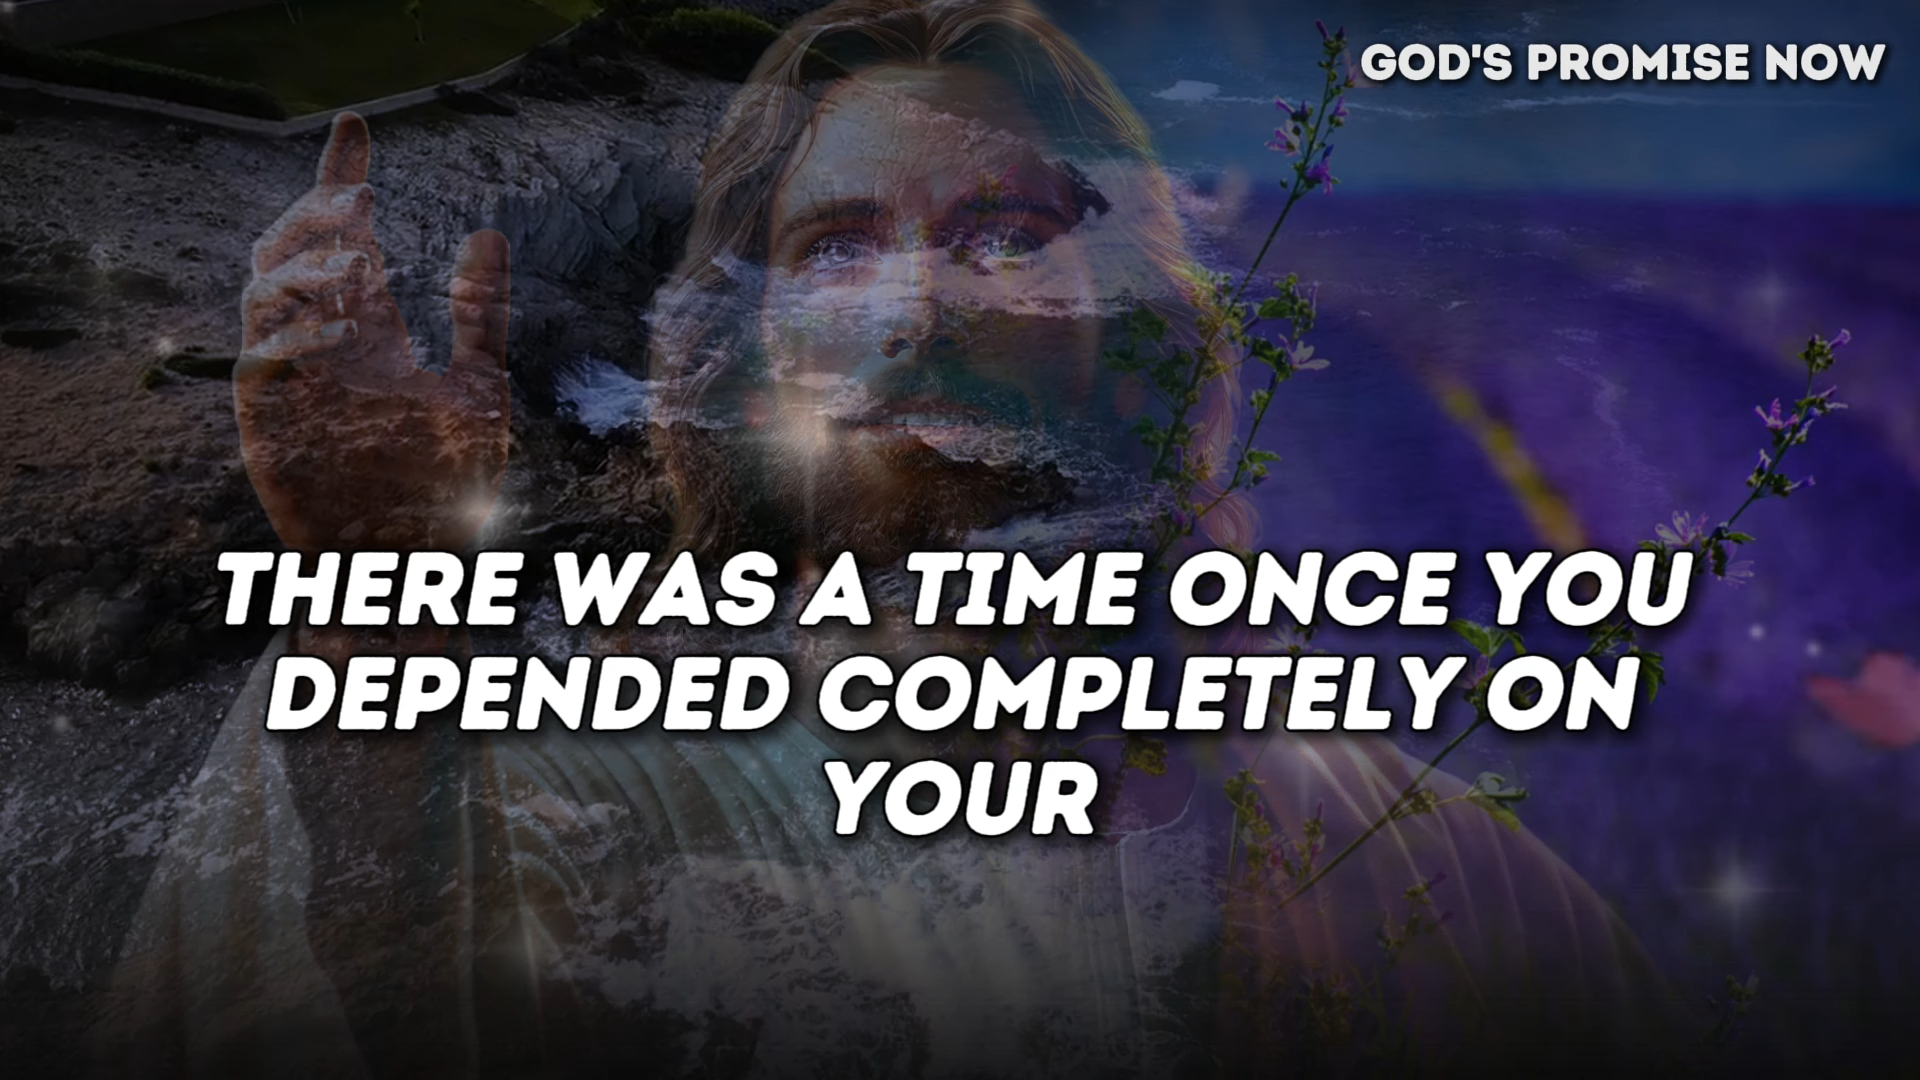 GOD'S PROMISE NOW
THERE WAS A TIME ONCE YOU
DEPENDED COMPLETELY ON
YOUR